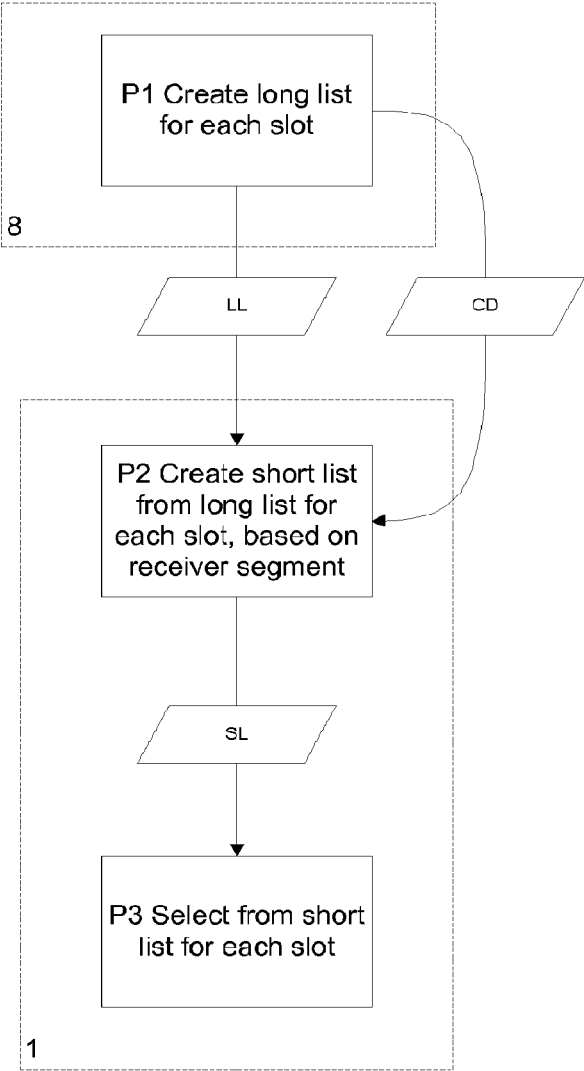 P1 Create long list
for each slot
8
LL
CD
P2 Create short list
from long list for
each slot, based on
receiver segment
SL
P3 Select from short
list for each slot
1